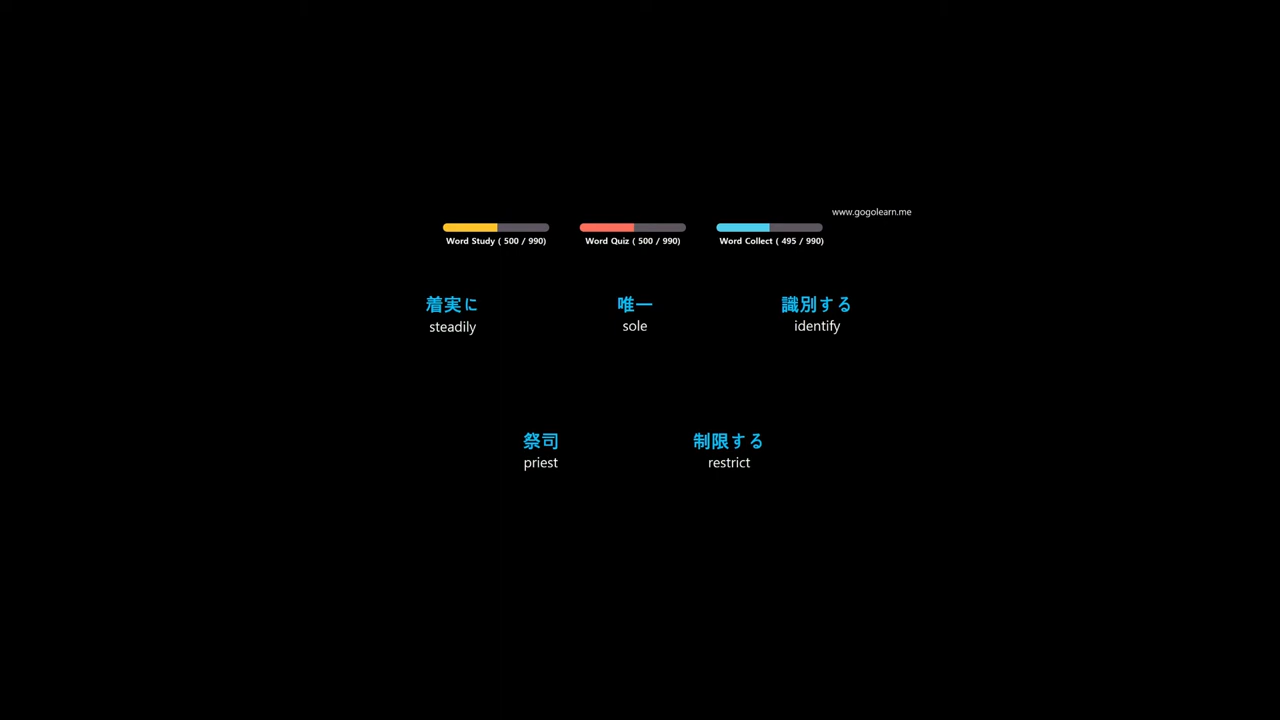 www.gogolearn.me
Word Study ( 500 / 990)
Word Quiz ( 500 / 990)
Word Collect ( 495 / 990)
着実に
steadily
唯一
sole
識別する
identify
祭司
priest
制限する
restrict